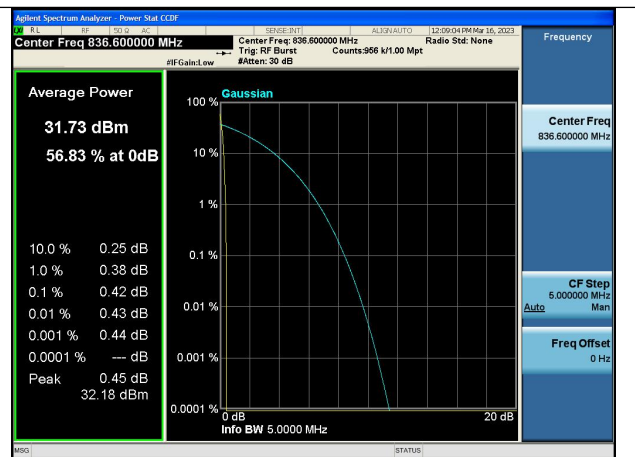 Agilent Spectrum Analyzer - Power Stat CCDF
RL RF 50 Ω AC SENSE:INT ALIGN AUTO 12:09:04 PM Mar 16, 2023
Center Freq 836.600000 MHz
Center Freq: 836.600000 MHz Radio Std: None
Trig: RF Burst Counts:956 k/1.00 Mpt
#IFGain:Low #Atten: 30 dB
Frequency
Average Power
31.73 dBm
56.83 % at 0dB
10.0 % 0.25 dB
1.0 % 0.38 dB
0.1 % 0.42 dB
0.01 % 0.43 dB
0.001 % 0.44 dB
0.0001 % --- dB
Peak 0.45 dB
32.18 dBm
Gaussian
100 %
10 %
1 %
0.1 %
0.01 %
0.001 %
0.0001 %
0 dB 20 dB
Info BW 5.0000 MHz
Center Freq
836.600000 MHz
CF Step
5.000000 MHz
Auto Man
Freq Offset
0 Hz
MSG STATUS